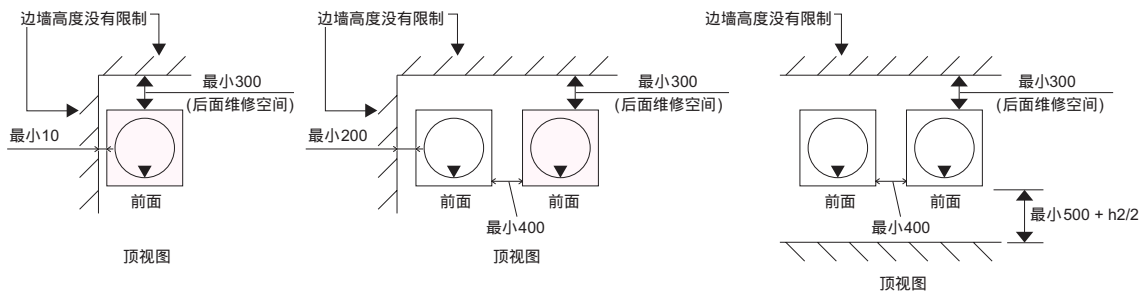 边墙高度没有限制
最小300
(后面维修空间)
最小10
前面
顶视图
边墙高度没有限制
最小300
(后面维修空间)
最小200
前面
前面
最小400
顶视图
边墙高度没有限制
最小300
(后面维修空间)
前面
前面
最小400
最小500 + h2/2
顶视图